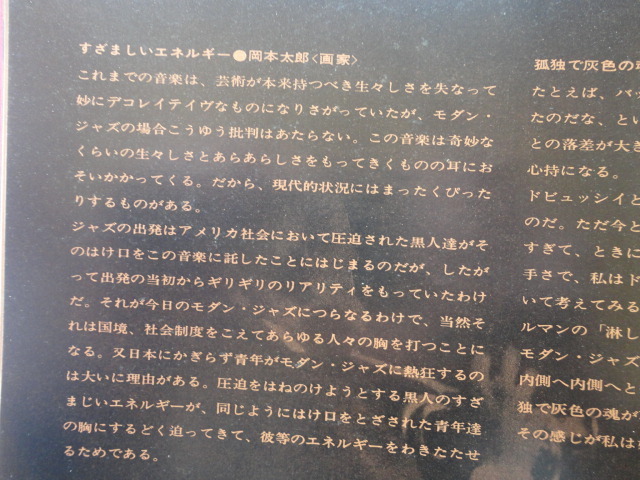 すざましいエネルギー●岡本太郎<画家>
これまでの音楽は、芸術が本来持つべき生々しさを失なって
妙にデコレイテイヴなものになりさがっていたが、モダン・
ジャズの場合こうゆう批判はあたらない。この音楽は奇妙な
くらいの生々しさとあらあらしさをもってきくものの耳にお
そいかかってくる。だから、現代的状況にはまったくぴった
りするものがある。
ジャズの出発はアメリカ社会において圧迫された黒人達がそ
のはけ口をこの音楽に託したことにはじまるのだが、したが
って出発の当初からギリギリのリアリティをもっていたわけ
だ。それが今日のモダン・ジャズにつらなるわけで、当然そ
れは国境、社会制度をこえてあらゆる人々の胸を打つことに
なる。又日本にかぎらず青年がモダン・ジャズに熱狂するの
は大いに理由がある。圧迫をはねのけようとする黒人のすざ
まじいエネルギーが、同じようにはけ口をとざされた青年達
の胸にするどく迫ってきて、彼等のエネルギーをわきたたせ
るためである。
孤独で灰色の魂
たとえば、バッ
たのだな、とい
との落差が大き
心持になる。
ドビュッシイと
のだ。ただ今と
すぎて、ときに
手さで、私はド
いて考えてみる
ルマンの「淋し
モダン・ジャズ
内側へ内側へと
独で灰色の魂が
その感じが私は